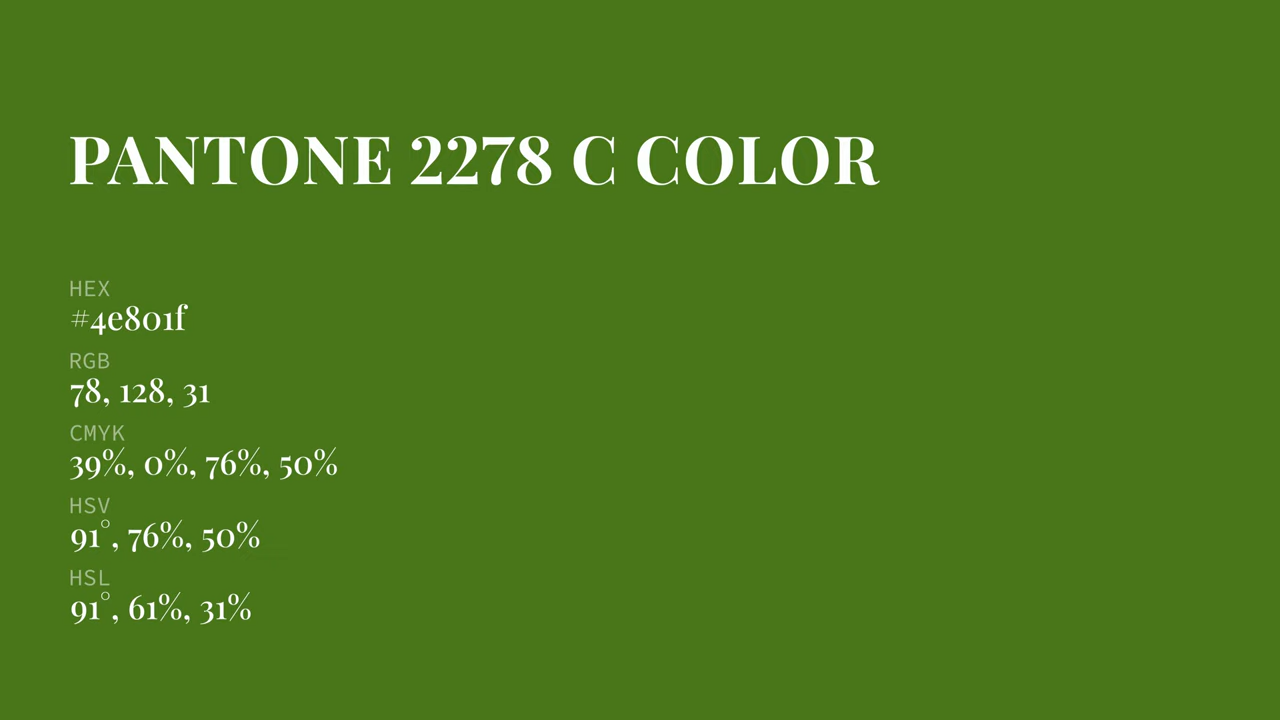 PANTONE 2278 C COLOR
HEX
#4e801f
RGB
78, 128, 31
CMYK
39%, 0%, 76%, 50%
HSV
91°, 76%, 50%
HSL
91°, 61%, 31%